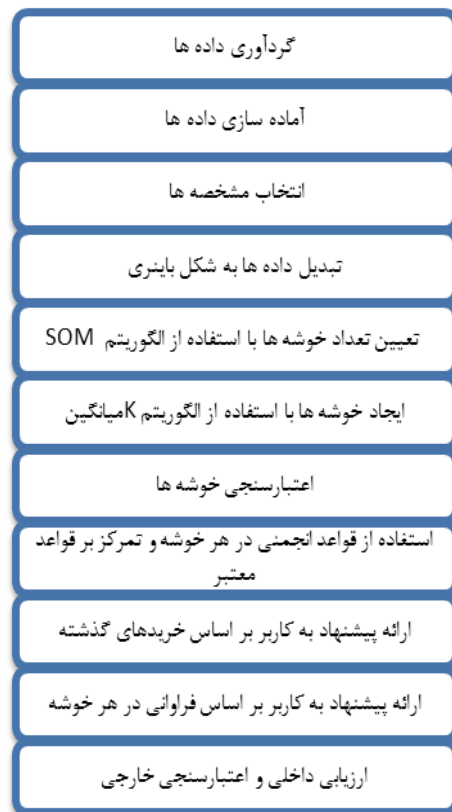 گردآوری داده ها
آماده سازی داده ها
انتخاب مشخصه ها
تبدیل داده ها به شکل باینری
تعیین تعداد خوشه ها با استفاده از الگوریتم SOM
ایجاد خوشه ها با استفاده از الگوریتم Kمیانگین
اعتبارسنجی خوشه ها
استفاده از قواعد انجمنی در هر خوشه و تمرکز بر قواعد
معتبر
ارائه پیشنهاد به کاربر بر اساس خریدهای گذشته
ارائه پیشنهاد به کاربر بر اساس فراوانی در هر خوشه
ارزیابی داخلی و اعتبارسنجی خارجی